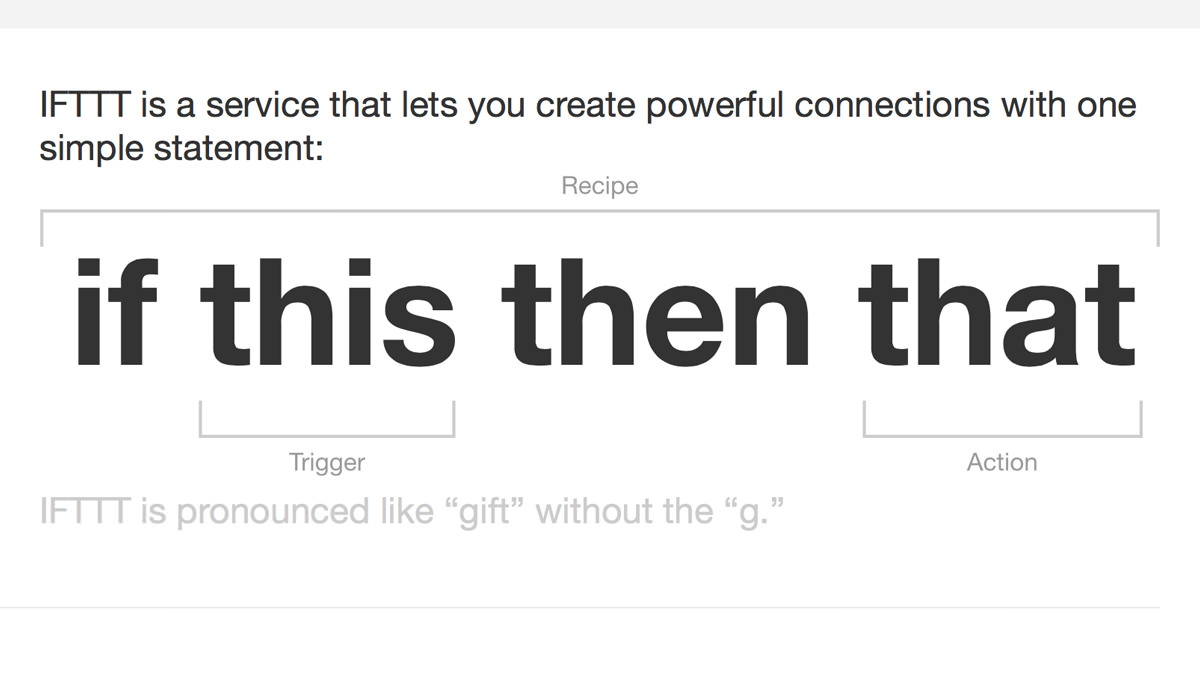 IFTTT is a service that lets you create powerful connections with one
simple statement:
Recipe
if this then that
Trigger Action
IFTTT is pronounced like “gift” without the “g.”